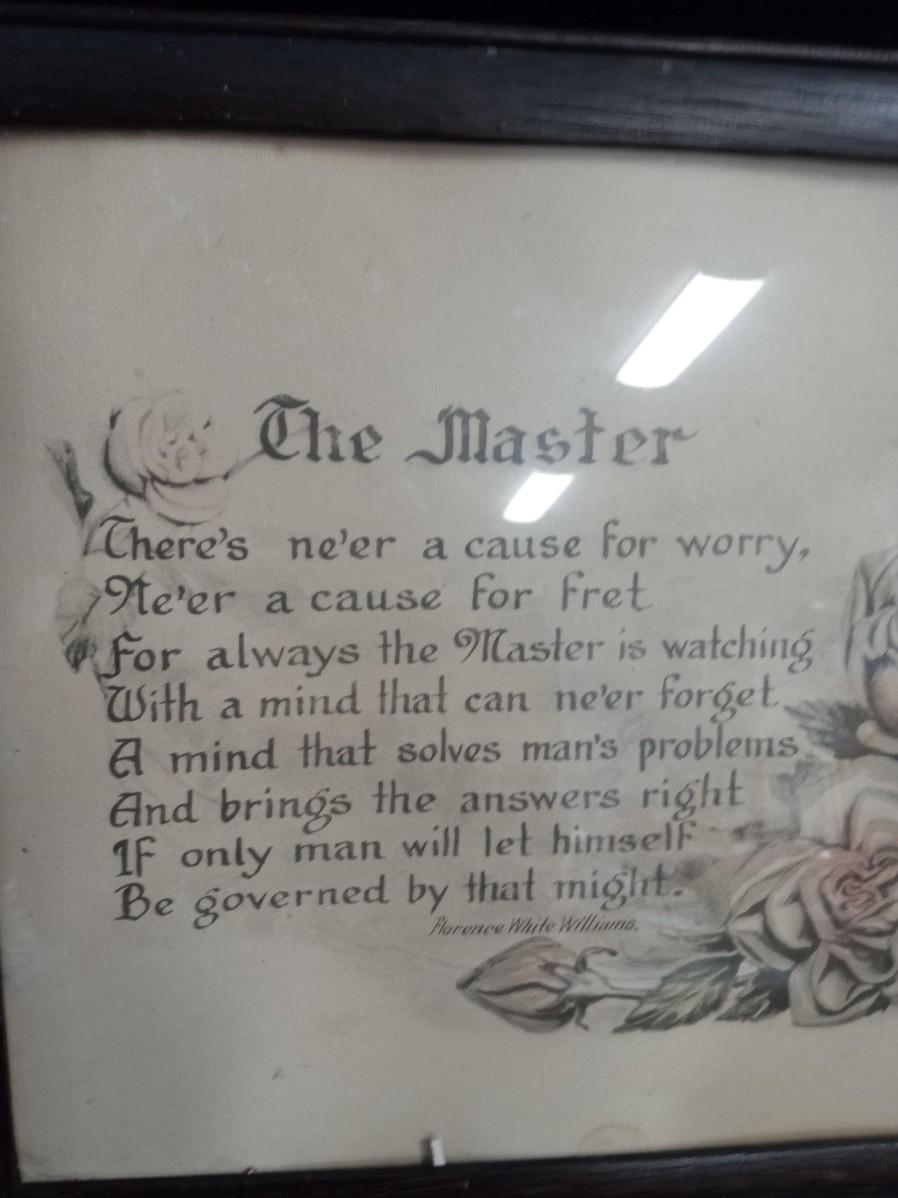 The Master
There's ne'er a cause for worry,
Ne'er a cause for fret
For always the Master is watching
With a mind that can ne'er forget
A mind that solves man's problems
And brings the answers right
If only man will let himself
Be governed by that might.
Florence White Williams.